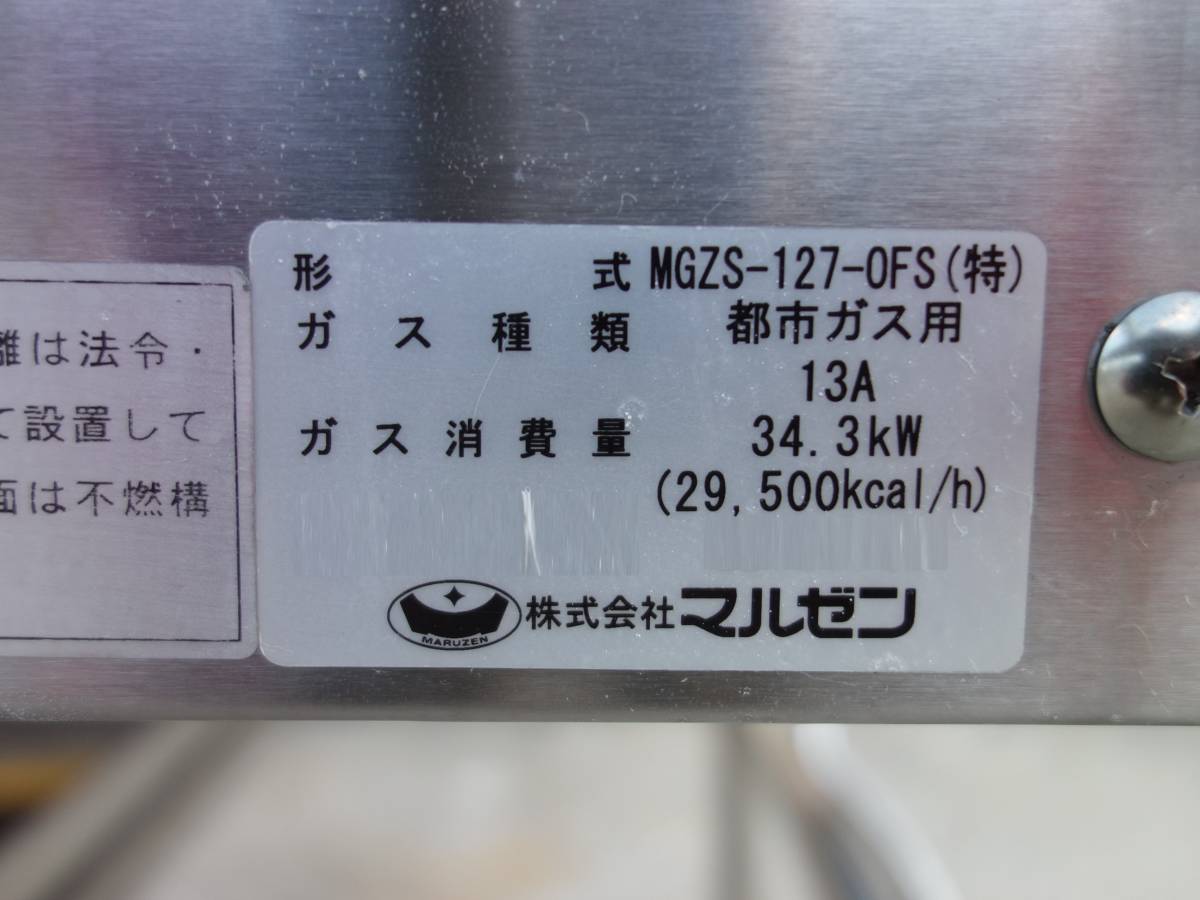 離は法令・
て設置して
面は不燃構
形式 MGZS-127-0FS(特)
ガス種類 都市ガス用
13A
ガス消費量 34.3kW
(29,500kcal/h)
MARUZEN 株式会社マルゼン